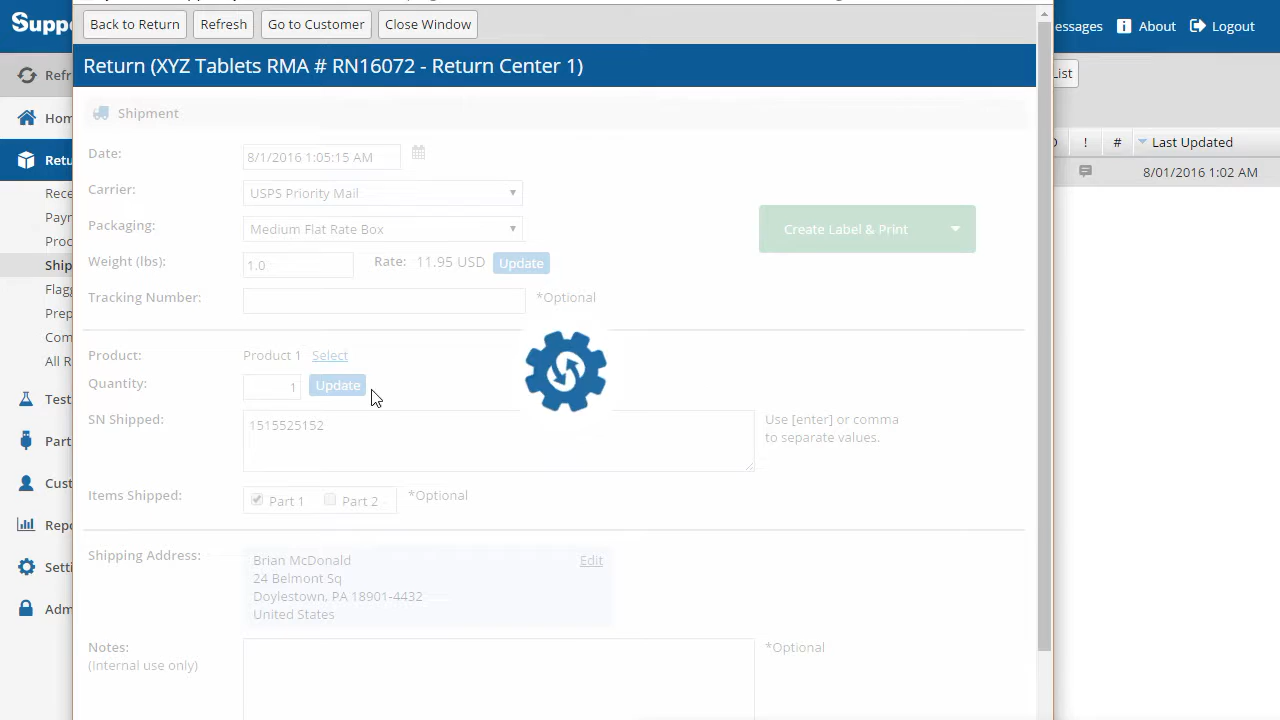 Back to Return
Refresh
Go to Customer
Close Window
Return (XYZ Tablets RMA # RN16072 - Return Center 1)
Shipment
Date:
8/1/2016 1:05:15 AM
Carrier:
USPS Priority Mail
Packaging:
Medium Flat Rate Box
Create Label & Print
Weight (lbs):
1.0
Rate: 11.95 USD
Update
Tracking Number:
*Optional
Product:
Product 1
Select
Quantity:
1
Update
SN Shipped:
1515525152
Use [enter] or comma
to separate values.
Items Shipped:
Part 1
Part 2
*Optional
Shipping Address:
Brian McDonald
24 Belmont Sq
Doylestown, PA 18901-4432
United States
Edit
Notes:
(Internal use only)
*Optional
Supp
Refr
Hom
Retu
Rece
Payr
Proc
Ship
Flagg
Prep
Com
All R
Test
Part
Cust
Repo
Setti
Adm
essages
About
Logout
List
!
#
Last Updated
8/01/2016 1:02 AM